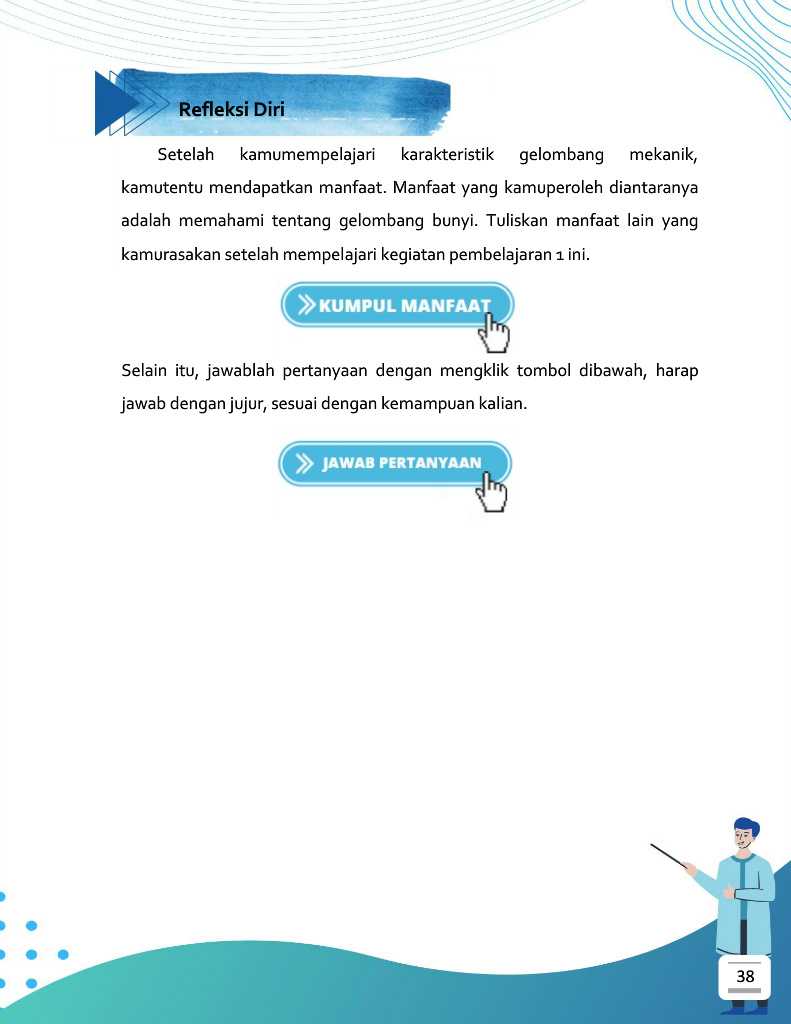 Refleksi Diri
Setelah kamumempelajari karakteristik gelombang mekanik,
kamutentu mendapatkan manfaat. Manfaat yang kamuperoleh diantaranya
adalah memahami tentang gelombang bunyi. Tuliskan manfaat lain yang
kamurasakan setelah mempelajari kegiatan pembelajaran 1 ini.
KUMPUL MANFAAT
Selain itu, jawablah pertanyaan dengan mengklik tombol dibawah, harap
jawab dengan jujur, sesuai dengan kemampuan kalian.
JAWAB PERTANYAAN
38